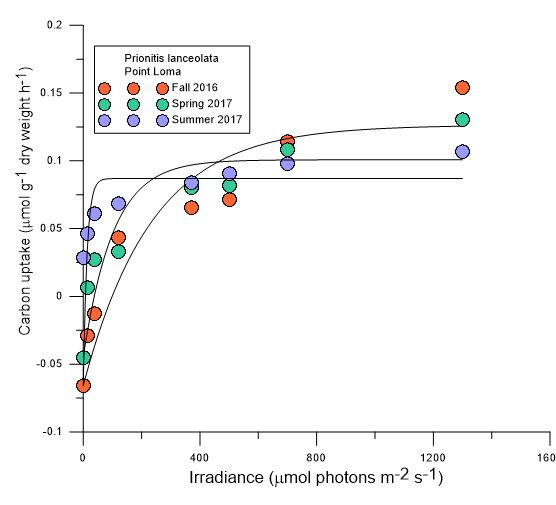 0.2
Prionitis lanceolata
Point Loma
Fall 2016
Spring 2017
Summer 2017
0.15
0.1
0.05
0
-0.05
-0.1
Carbon uptake (μmol g-1 dry weight h-1)
0 400 800 1200 160
Irradiance (μmol photons m-2 s-1)